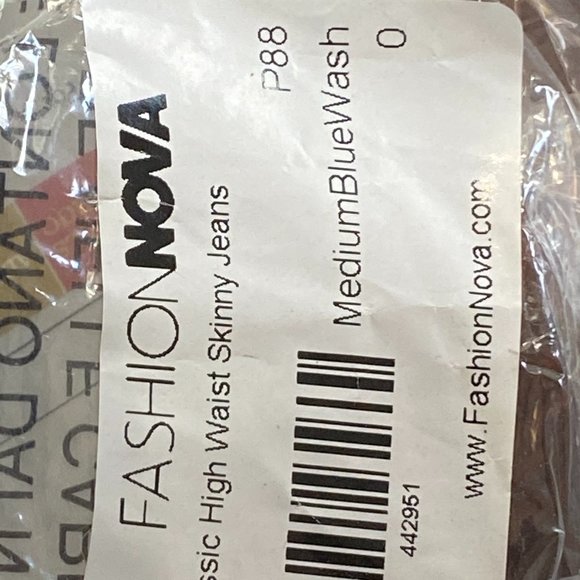 FASHIONNOVA
ssic High Waist Skinny Jeans
P88
MediumBlueWash
0
442951
www.FashionNova.com